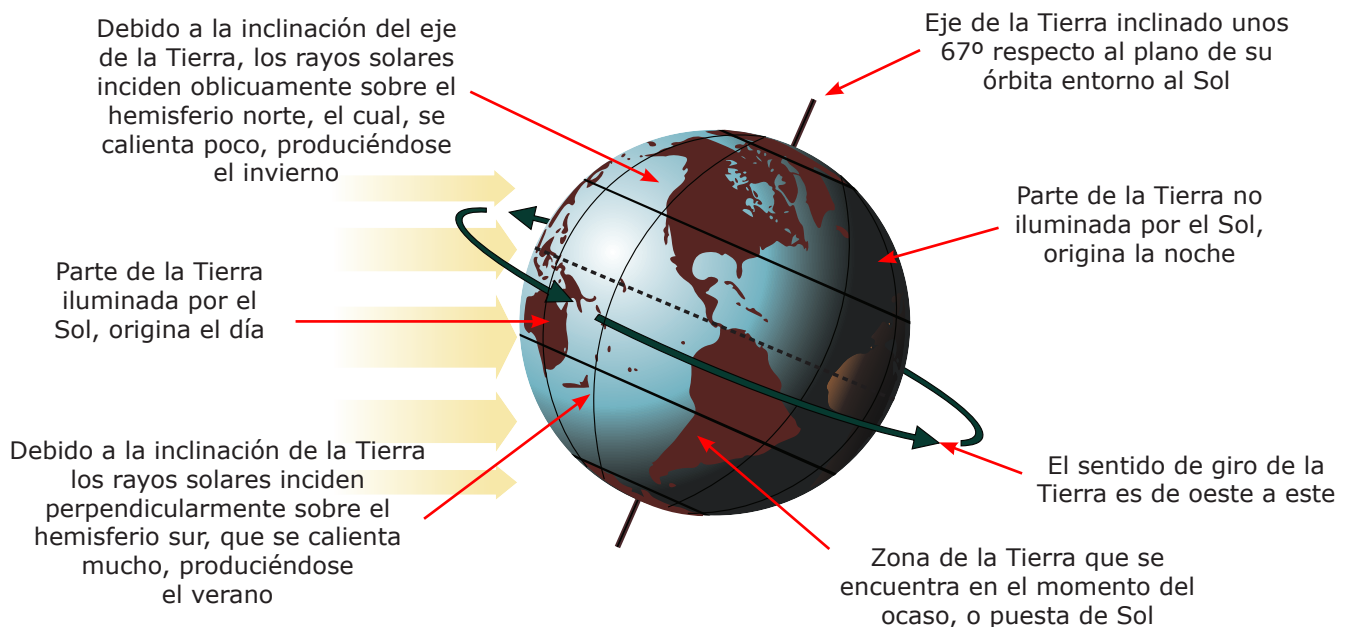 Debido a la inclinación del eje
de la Tierra, los rayos solares
inciden oblicuamente sobre el
hemisferio norte, el cual, se
calienta poco, produciéndose
el invierno
Eje de la Tierra inclinado unos
67º respecto al plano de su
órbita entorno al Sol
Parte de la Tierra no
iluminada por el Sol,
origina la noche
Parte de la Tierra
iluminada por el
Sol, origina el día
Debido a la inclinación de la Tierra
los rayos solares inciden
perpendicularmente sobre el
hemisferio sur, que se calienta
mucho, produciéndose
el verano
El sentido de giro de la
Tierra es de oeste a este
Zona de la Tierra que se
encuentra en el momento del
ocaso, o puesta de Sol